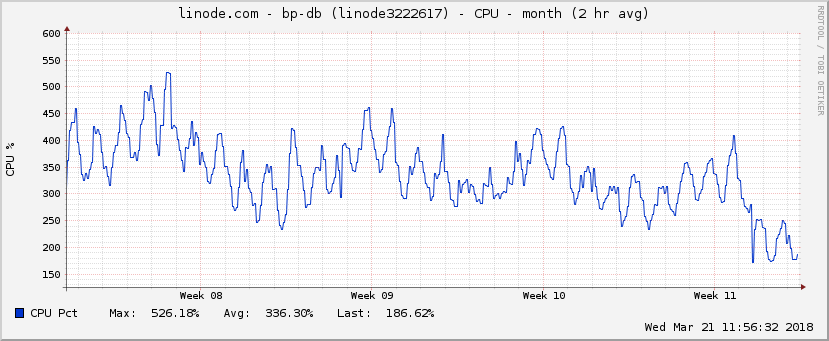 linode.com - bp-db (linode3222617) - CPU - month (2 hr avg)
RRDTOOL / TOBI OETIKER
CPU %
600
550
500
450
400
350
300
250
200
150
Week 08 Week 09 Week 10 Week 11
CPU Pct Max: 526.18% Avg: 336.30% Last: 186.62%
Wed Mar 21 11:56:32 2018